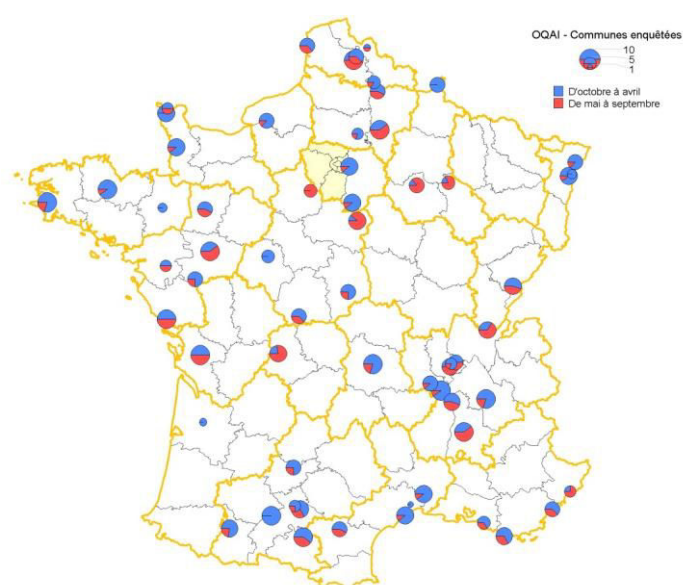 OQAI - Communes enquêtées
10
5
1
D'octobre à avril
De mai à septembre